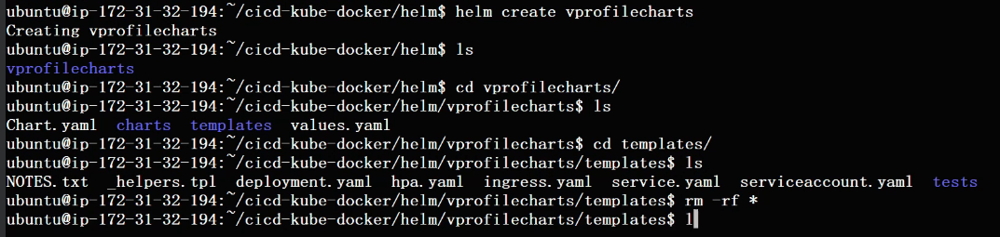 ubuntu@ip-172-31-32-194:~/cicd-kube-docker/helm$ helm create vprofilecharts
Creating vprofilecharts
ubuntu@ip-172-31-32-194:~/cicd-kube-docker/helm$ ls
vprofilecharts
ubuntu@ip-172-31-32-194:~/cicd-kube-docker/helm$ cd vprofilecharts/
ubuntu@ip-172-31-32-194:~/cicd-kube-docker/helm/vprofilecharts$ ls
Chart.yaml  charts  templates  values.yaml
ubuntu@ip-172-31-32-194:~/cicd-kube-docker/helm/vprofilecharts$ cd templates/
ubuntu@ip-172-31-32-194:~/cicd-kube-docker/helm/vprofilecharts/templates$ ls
NOTES.txt  _helpers.tpl  deployment.yaml  hpa.yaml  ingress.yaml  service.yaml  serviceaccount.yaml  tests
ubuntu@ip-172-31-32-194:~/cicd-kube-docker/helm/vprofilecharts/templates$ rm -rf *
ubuntu@ip-172-31-32-194:~/cicd-kube-docker/helm/vprofilecharts/templates$ l